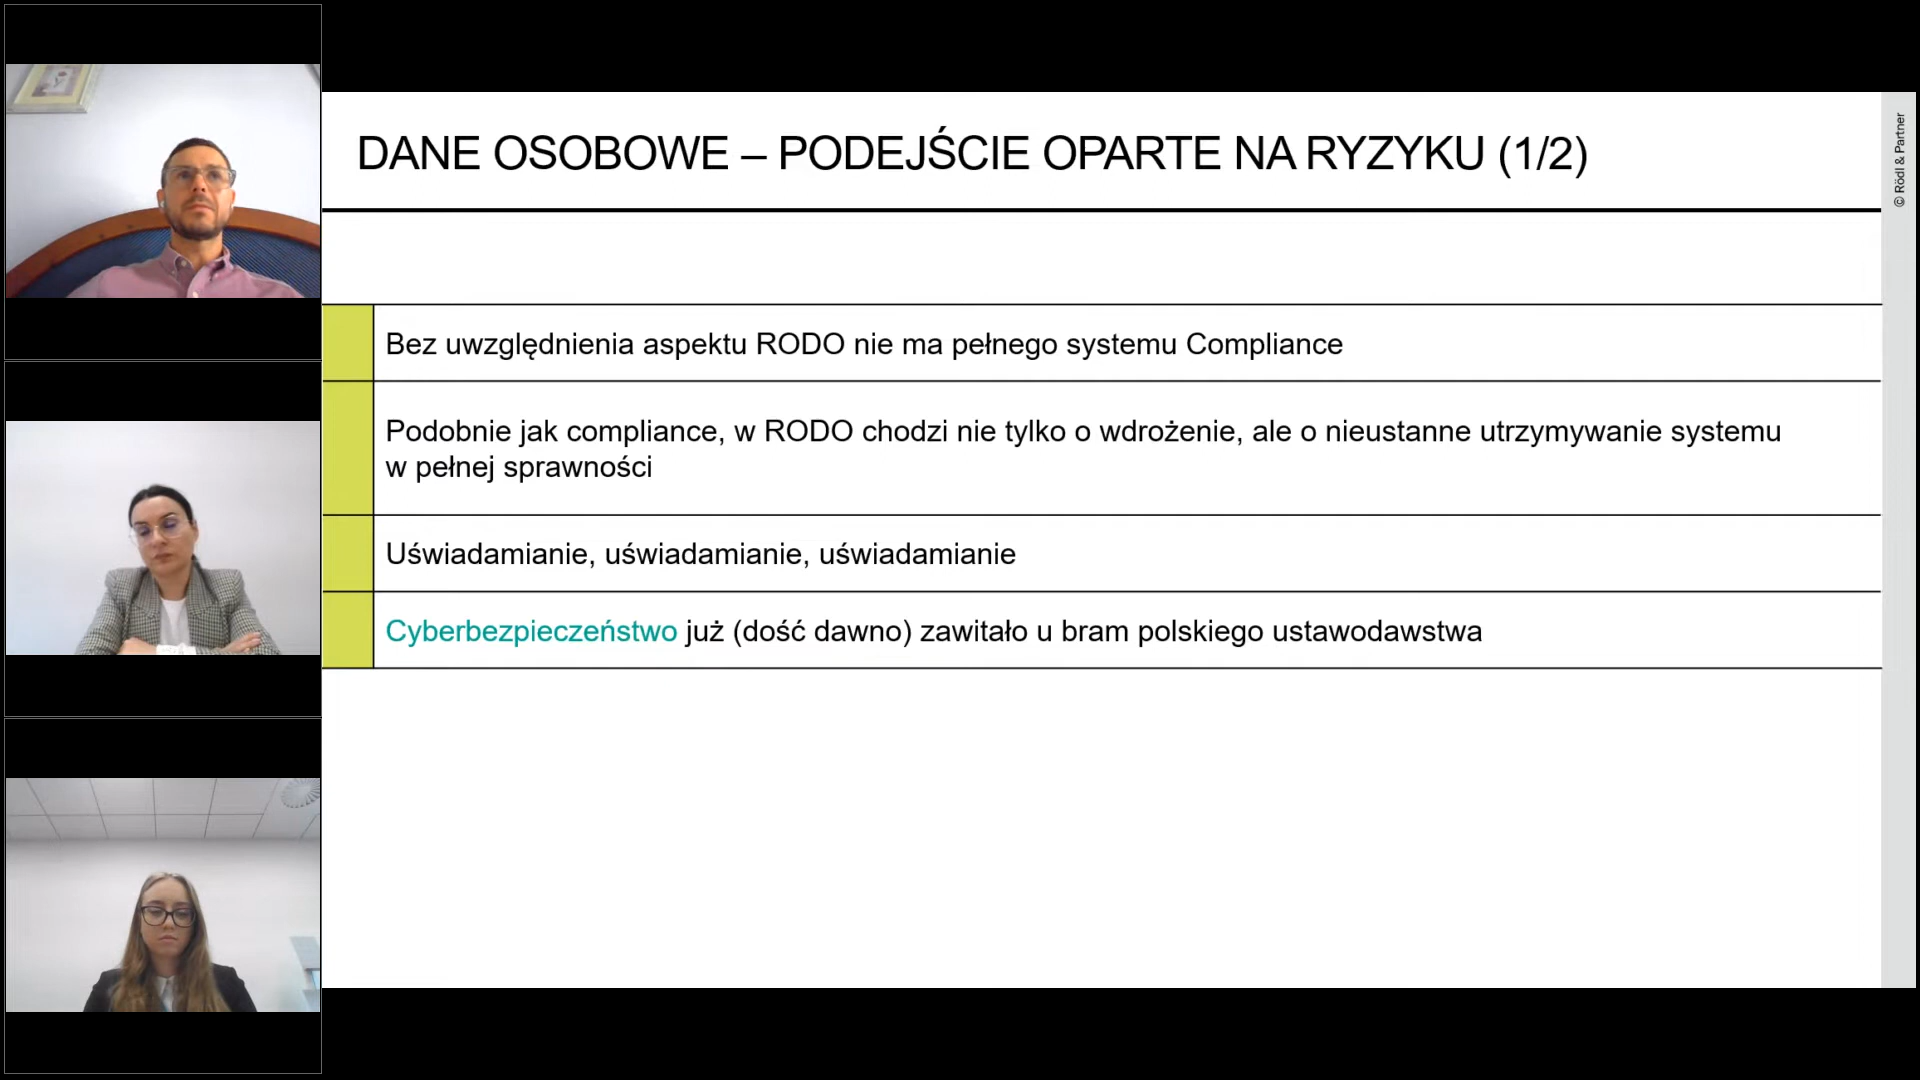 DANE OSOBOWE – PODEJŚCIE OPARTE NA RYZYKU (1/2)
© Rödl & Partner
Bez uwzględnienia aspektu RODO nie ma pełnego systemu Compliance
Podobnie jak compliance, w RODO chodzi nie tylko o wdrożenie, ale o nieustanne utrzymywanie systemu
w pełnej sprawności
Uświadamianie, uświadamianie, uświadamianie
Cyberbezpieczeństwo już (dość dawno) zawitało u bram polskiego ustawodawstwa